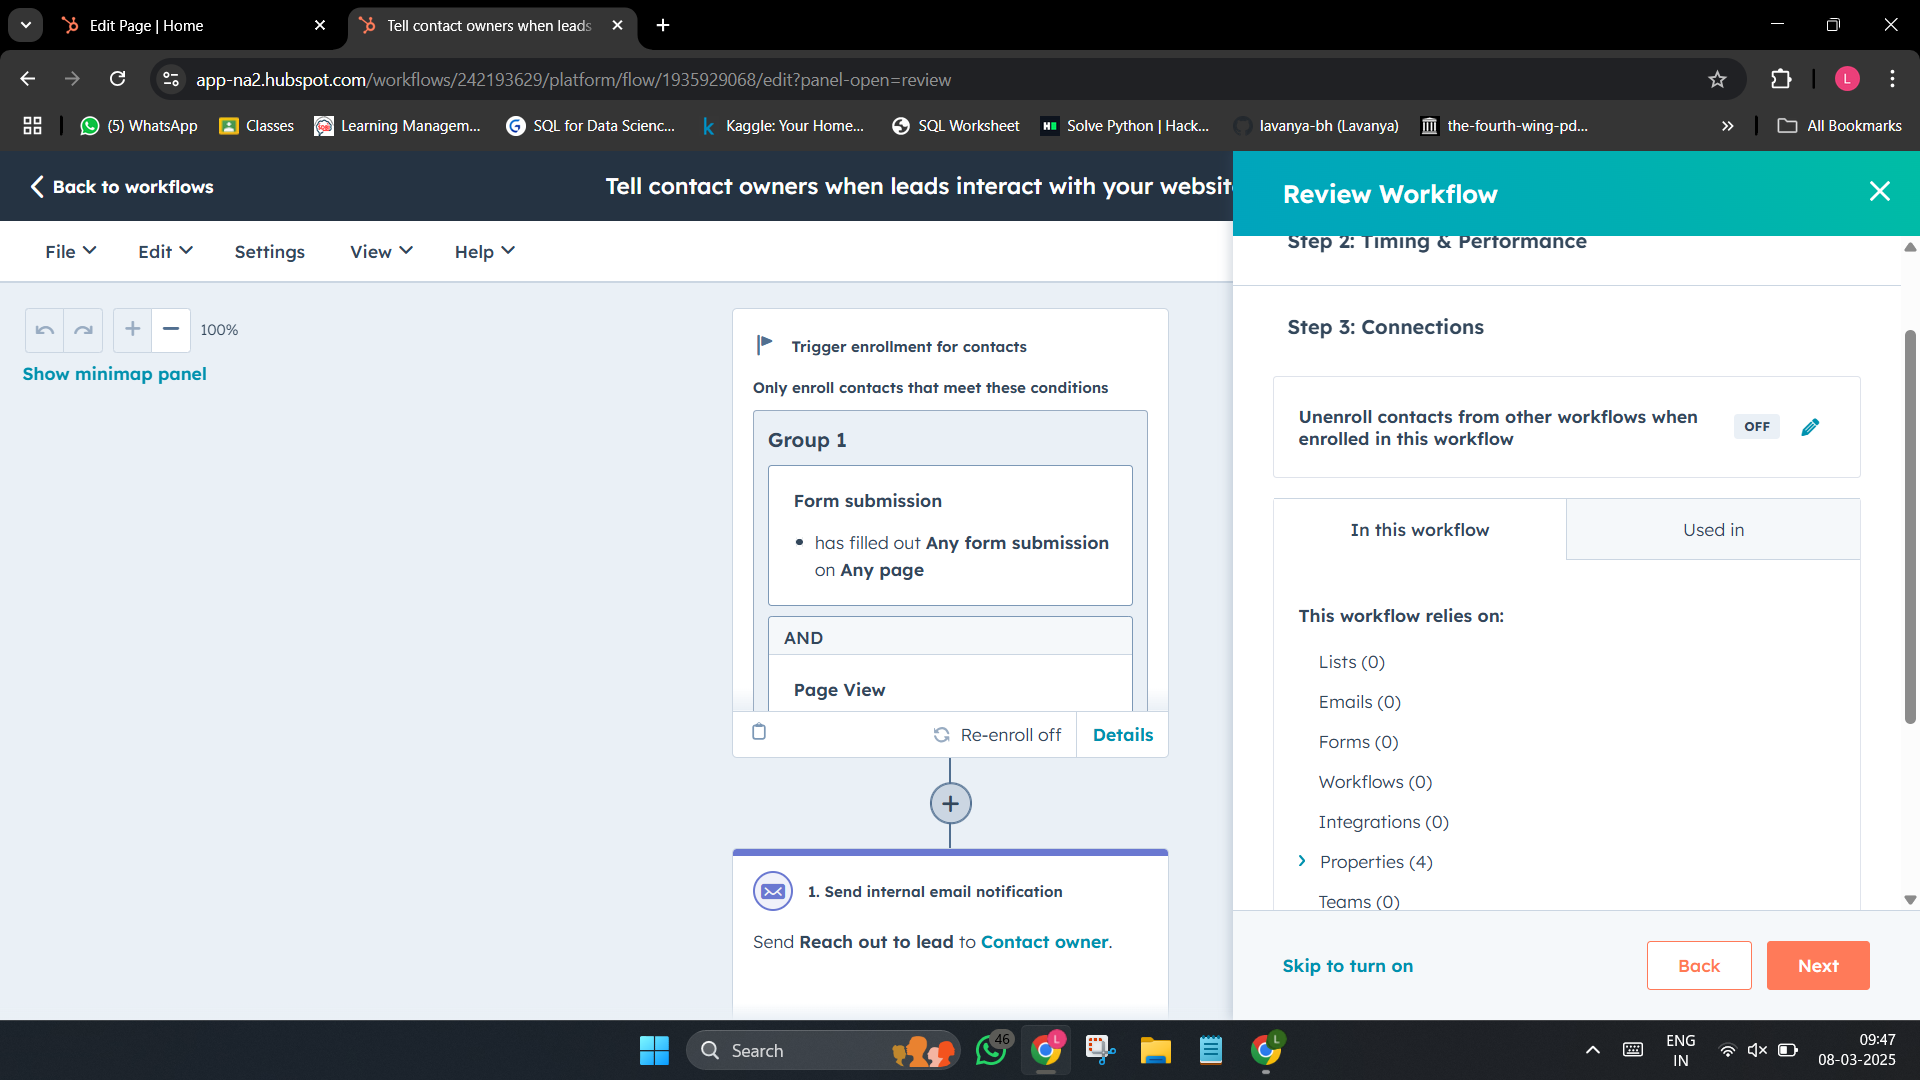 Edit Page | Home
Tell contact owners when leads
app-na2.hubspot.com/workflows/242193629/platform/flow/1935929068/edit?panel-open=review
L
(5) WhatsApp
Classes
Learning Managem...
SQL for Data Scienc...
Kaggle: Your Home...
SQL Worksheet
Solve Python | Hack...
lavanya-bh (Lavanya)
the-fourth-wing-pd...
All Bookmarks
Back to workflows
Tell contact owners when leads interact with your websit
Review Workflow
File
Edit
Settings
View
Help
100%
Show minimap panel
Trigger enrollment for contacts
Only enroll contacts that meet these conditions
Group 1
Form submission
• has filled out Any form submission
on Any page
AND
Page View
Re-enroll off
Details
1. Send internal email notification
Send Reach out to lead to Contact owner.
Step 2: Timing & Performance
Step 3: Connections
Unenroll contacts from other workflows when
enrolled in this workflow
OFF
In this workflow
Used in
This workflow relies on:
Lists (0)
Emails (0)
Forms (0)
Workflows (0)
Integrations (0)
Properties (4)
Teams (0)
Skip to turn on
Back
Next
Search
46
L
L
ENG
IN
09:47
08-03-2025